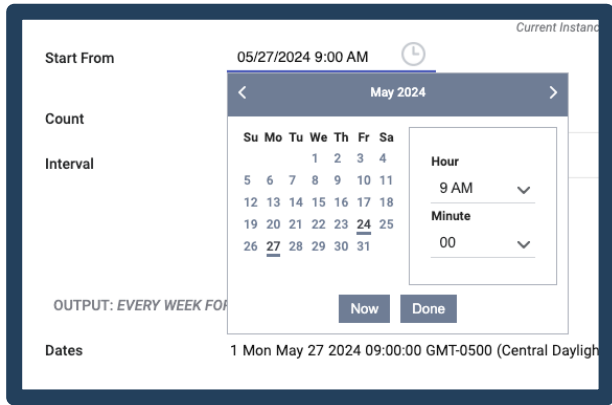 Current Instanc
Start From
05/27/2024 9:00 AM
May 2024
Count
Interval
Su Mo Tu We Th Fr Sa
1 2 3 4
5 6 7 8 9 10 11
12 13 14 15 16 17 18
19 20 21 22 23 24 25
26 27 28 29 30 31
Hour
9 AM
Minute
00
Now Done
OUTPUT: EVERY WEEK FOR
Dates
1 Mon May 27 2024 09:00:00 GMT-0500 (Central Dayligh